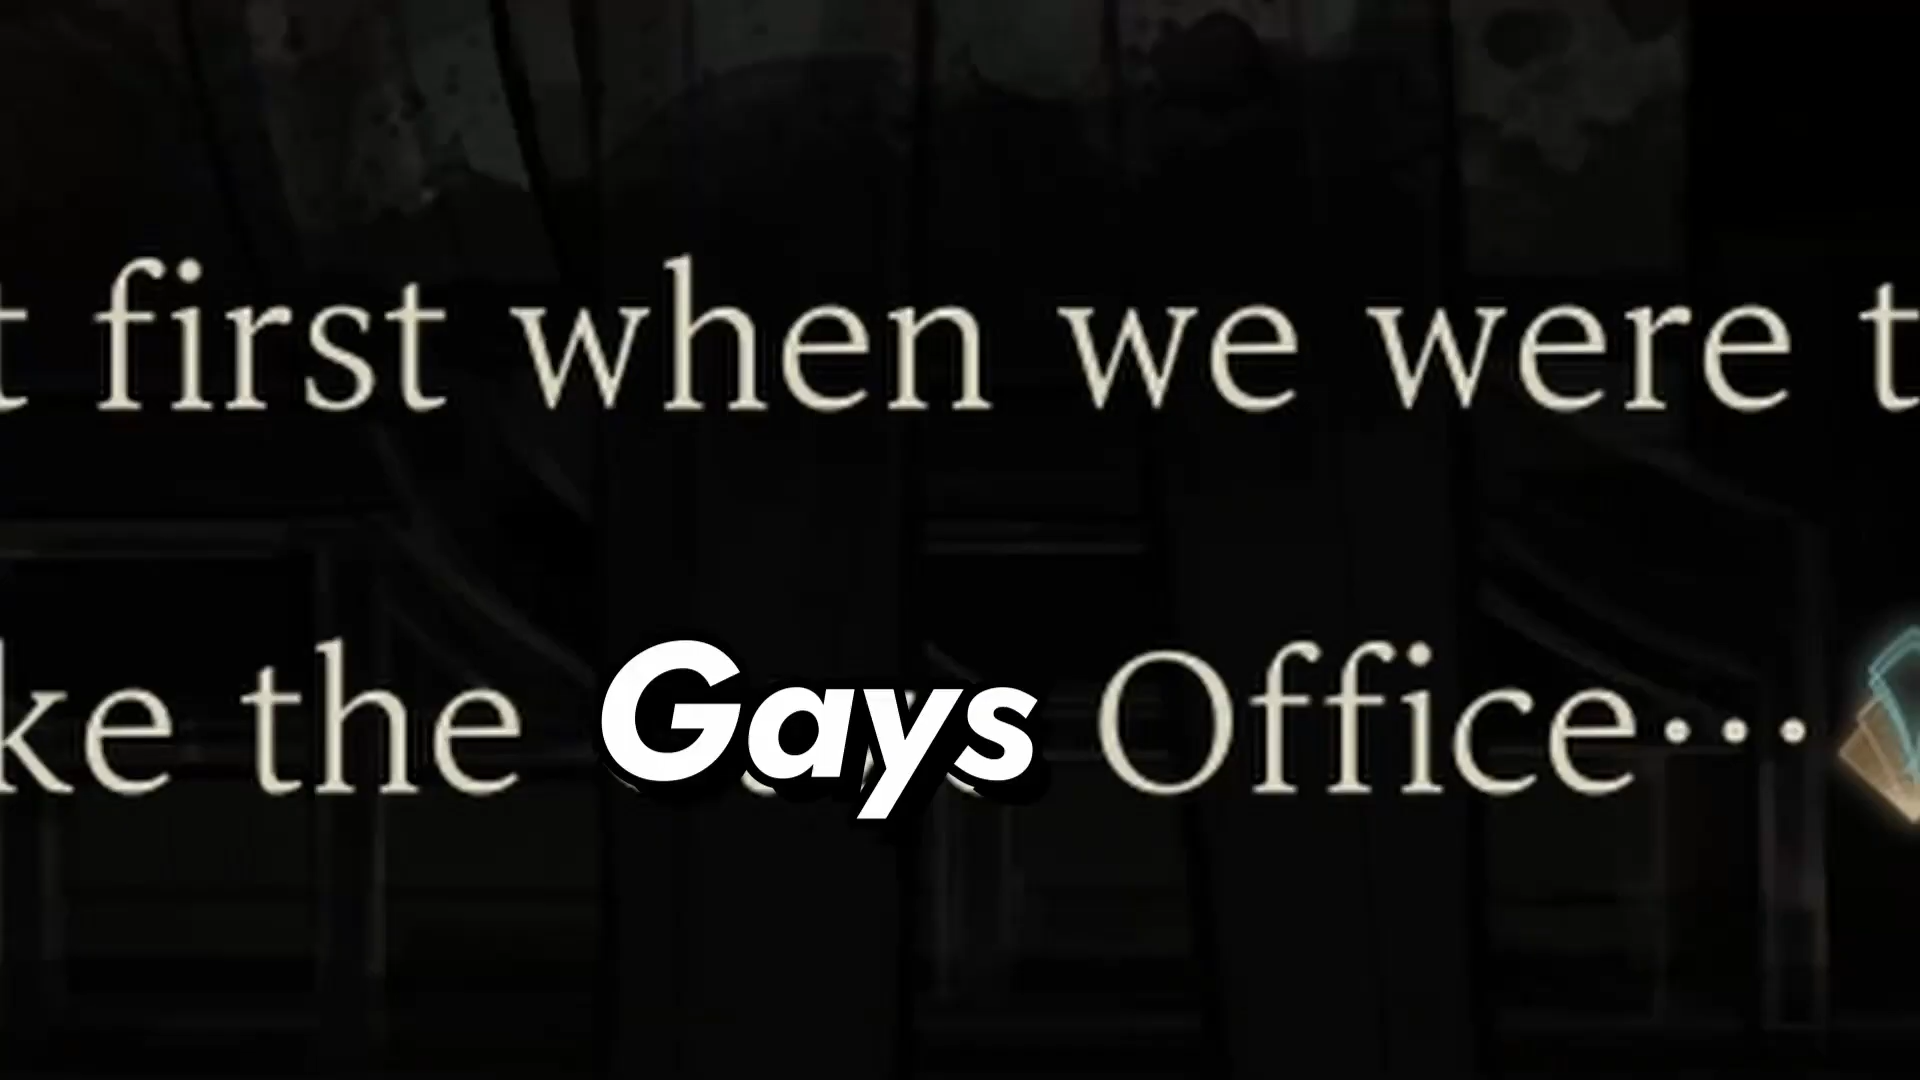 t first when we were t
ke the Gays Office···